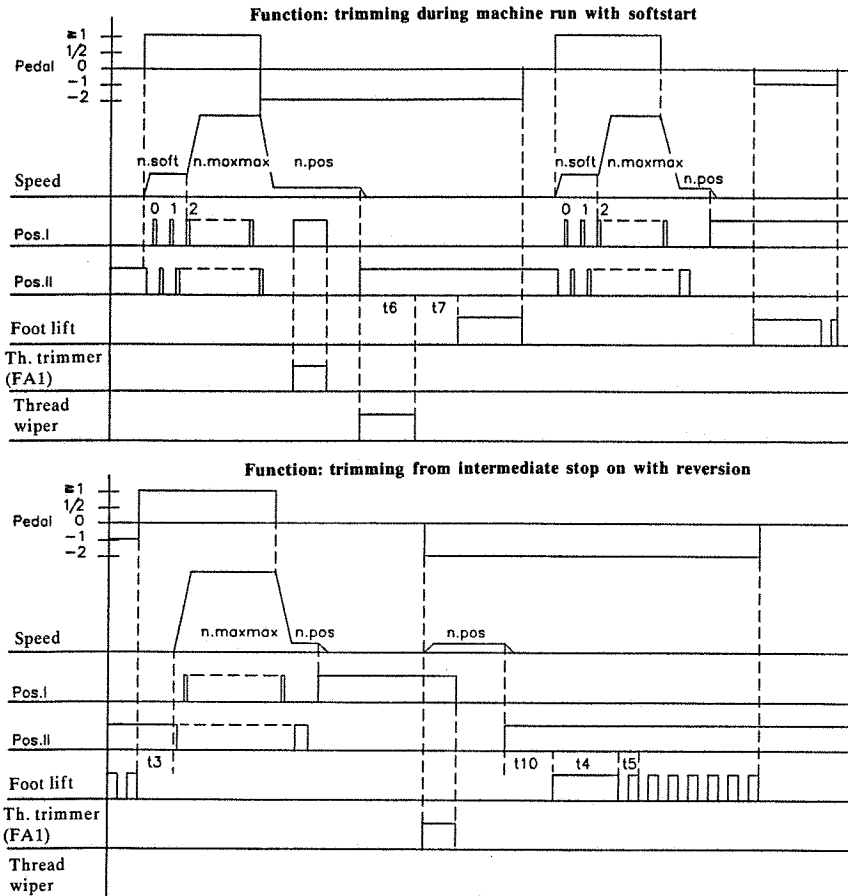 Function: trimming during machine run with softstart
≥1
1/2
Pedal 0
-1
-2
n.soft n.maxmax n.pos n.soft n.maxmax n.pos
Speed
0 1 2 0 1 2
Pos.I
Pos.II
t6 t7
Foot lift
Th. trimmer
(FA1)
Thread
wiper
Function: trimming from intermediate stop on with reversion
≥1
1/2
Pedal 0
-1
-2
n.maxmax n.pos n.pos
Speed
Pos.I
Pos.II
t3 t10 t4 t5
Foot lift
Th. trimmer
(FA1)
Thread
wiper